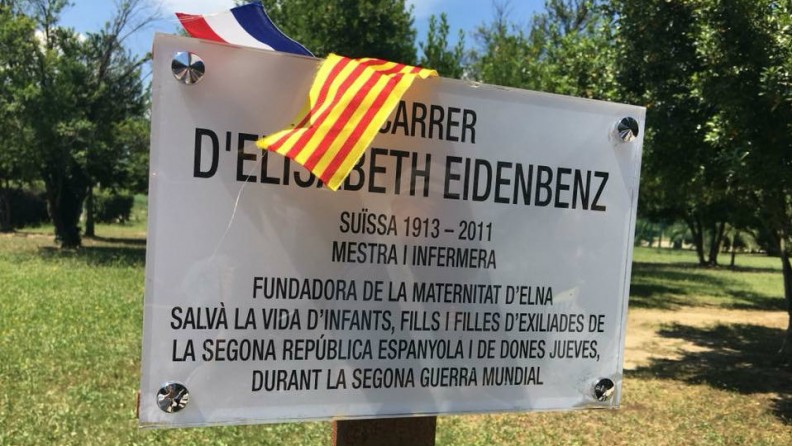 CARRER
D'ELISABETH EIDENBENZ
SUÏSSA 1913 – 2011
MESTRA I INFERMERA
FUNDADORA DE LA MATERNITAT D'ELNA
SALVÀ LA VIDA D'INFANTS, FILLS I FILLES D'EXILIADES DE
LA SEGONA REPÚBLICA ESPANYOLA I DE DONES JUEVES,
DURANT LA SEGONA GUERRA MUNDIAL